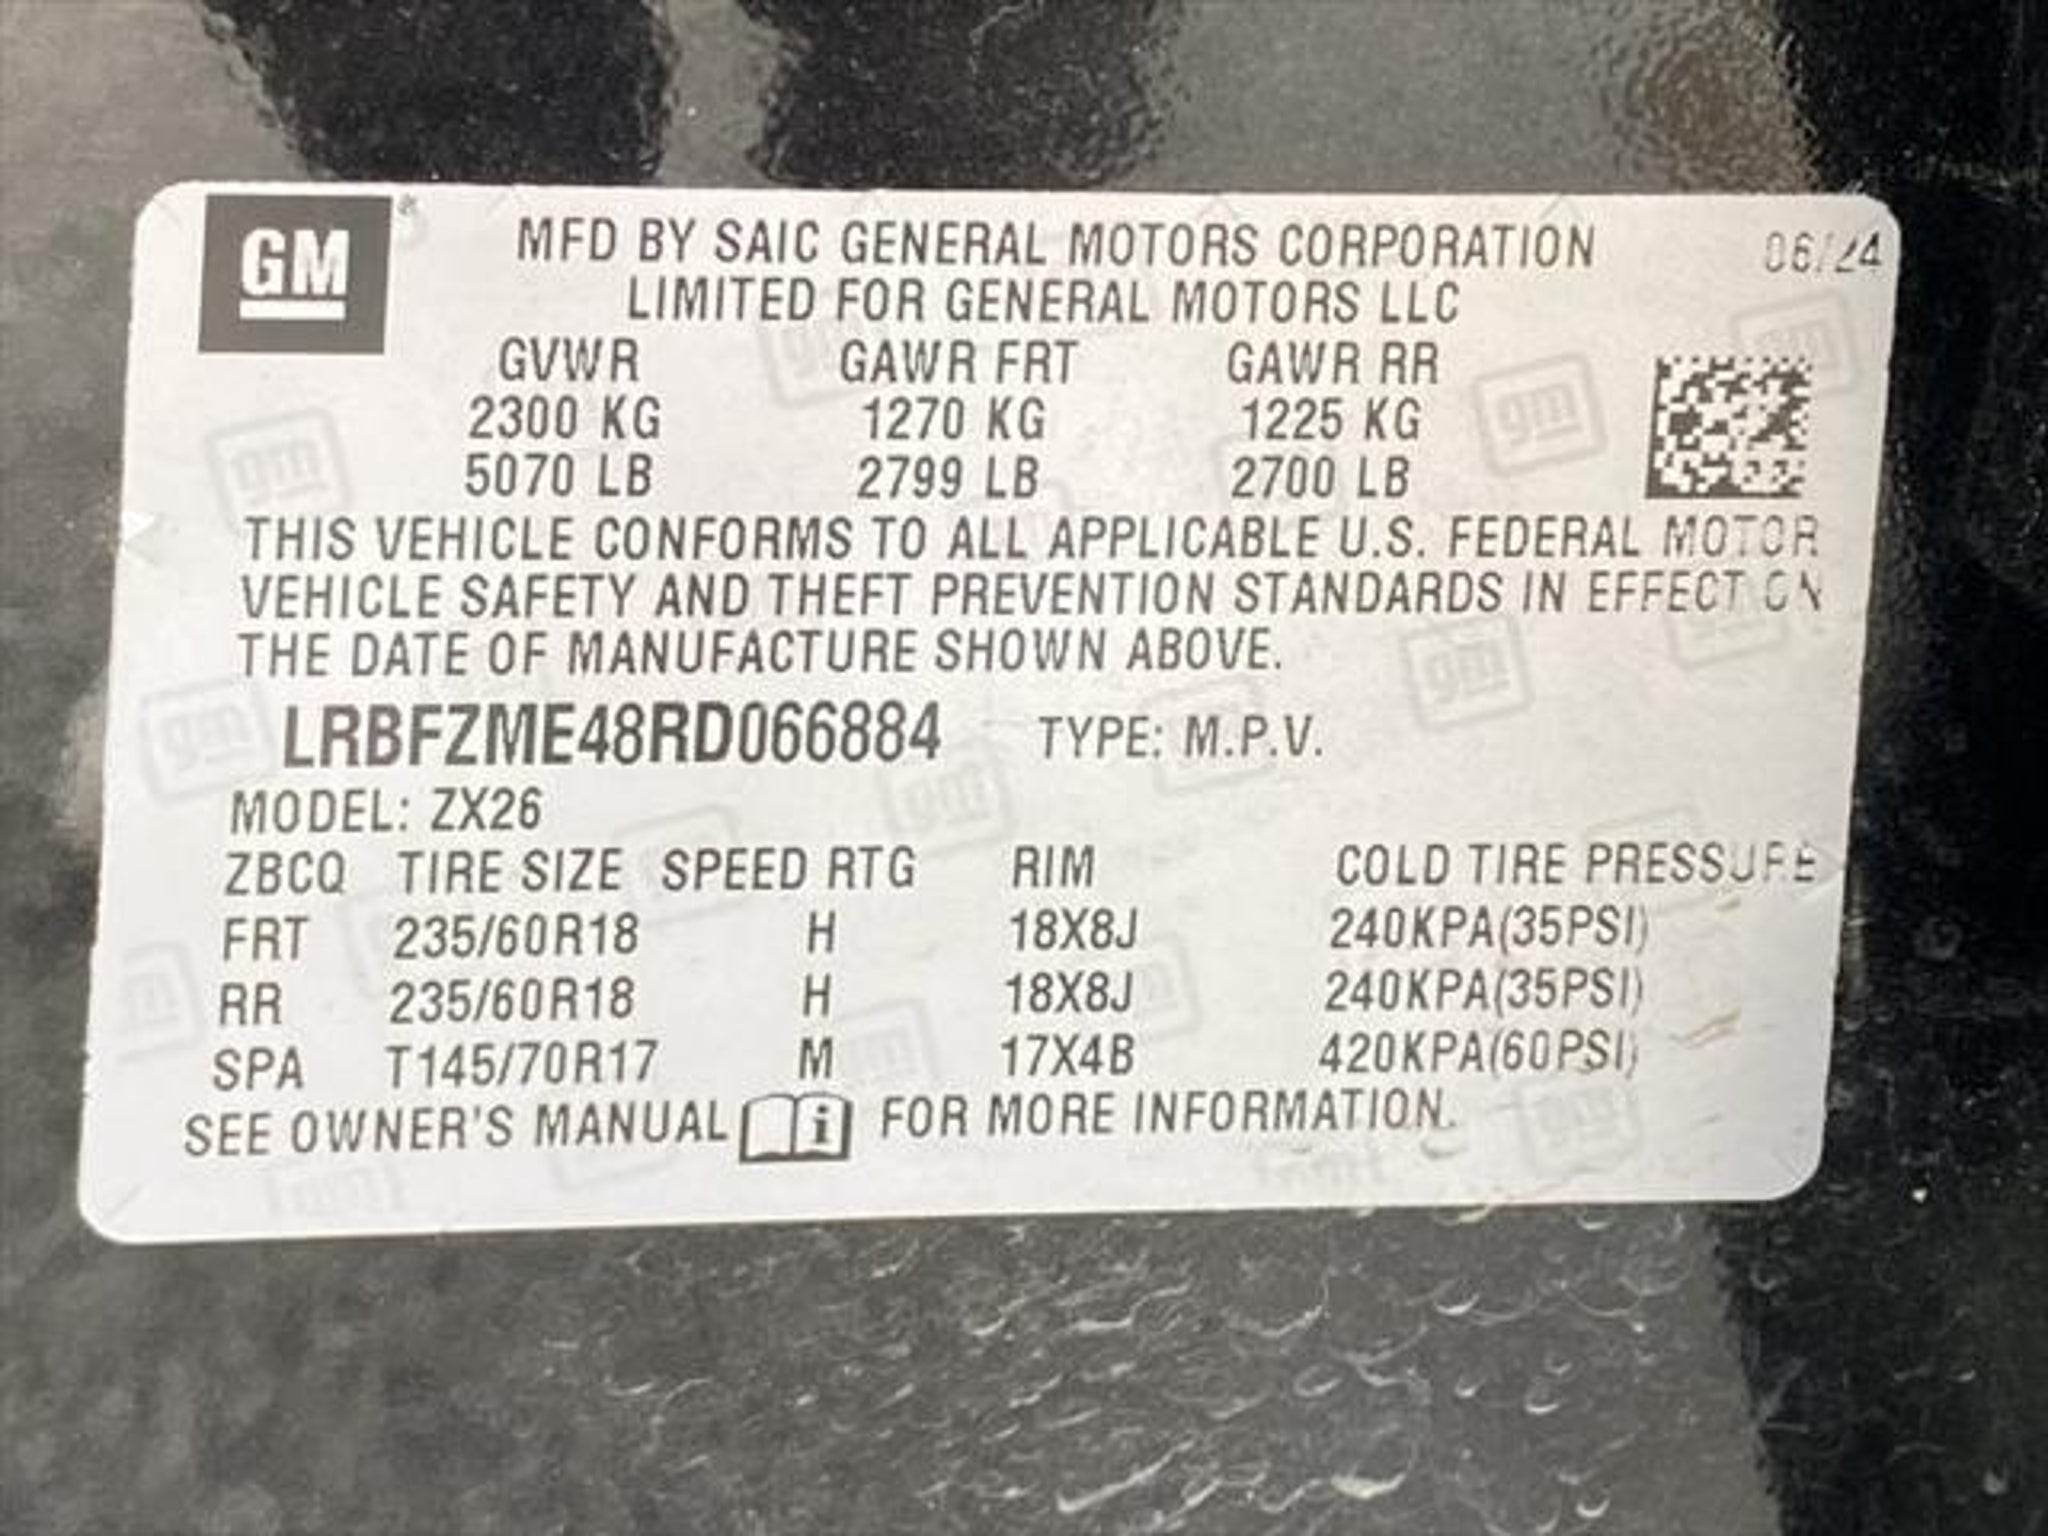 GM
MFD BY SAIC GENERAL MOTORS CORPORATION 06/24
LIMITED FOR GENERAL MOTORS LLC
GVWR GAWR FRT GAWR RR
2300 KG 1270 KG 1225 KG
5070 LB 2799 LB 2700 LB
THIS VEHICLE CONFORMS TO ALL APPLICABLE U.S. FEDERAL MOTOR
VEHICLE SAFETY AND THEFT PREVENTION STANDARDS IN EFFECT ON
THE DATE OF MANUFACTURE SHOWN ABOVE.
LRBFZME48RD066884 TYPE: M.P.V.
MODEL: ZX26
ZBCQ TIRE SIZE SPEED RTG RIM COLD TIRE PRESSURE
FRT 235/60R18 H 18X8J 240KPA(35PSI)
RR 235/60R18 H 18X8J 240KPA(35PSI)
SPA T145/70R17 M 17X4B 420KPA(60PSI)
SEE OWNER'S MANUAL i FOR MORE INFORMATION.